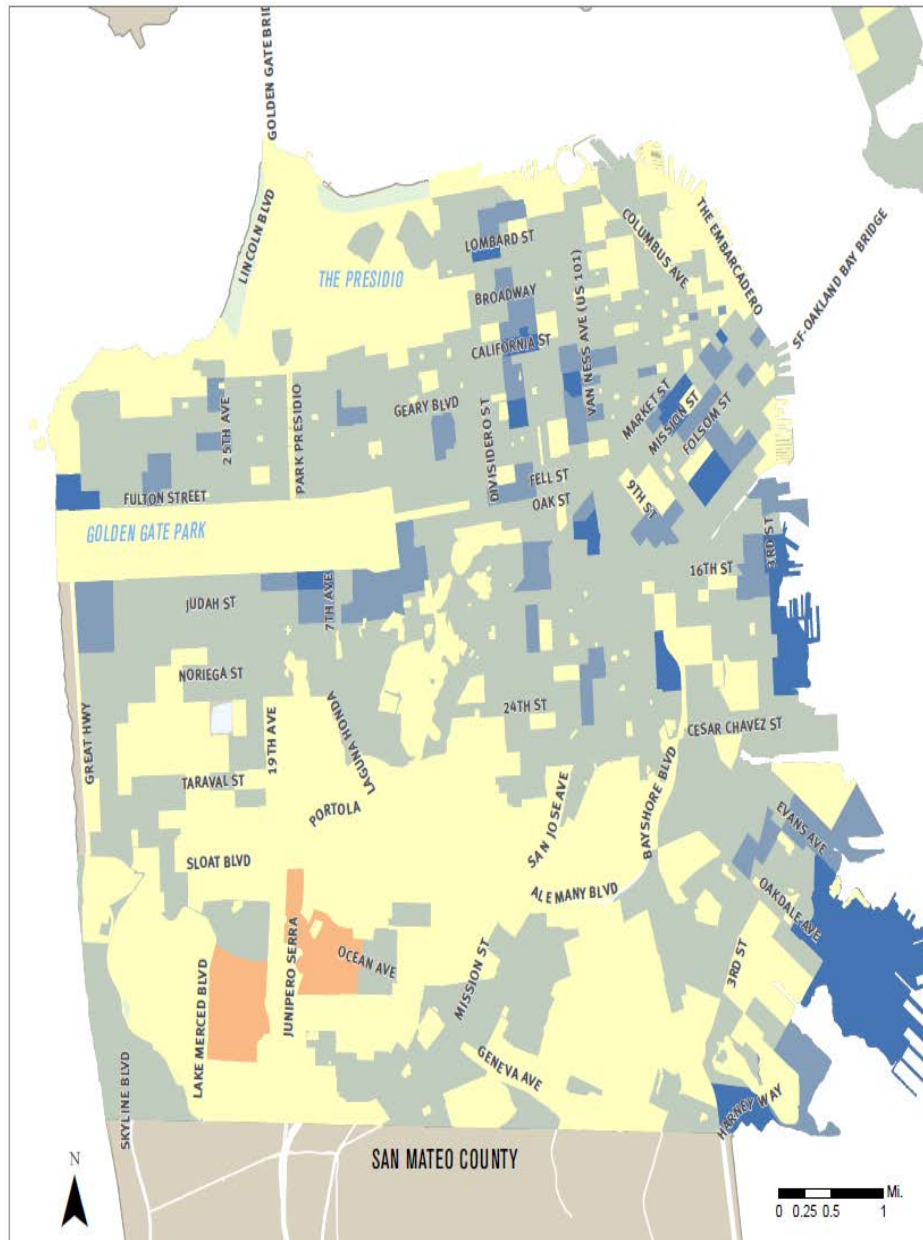 GOLDEN GATE BRI
LINCOLN BLVD
THE PRESIDIO
LOMBARD ST
BROADWAY
CALIFORNIA ST
VAN NESS AVE (US 101)
COLUMBUS AVE
THE EMBARCADERO
SF-OAKLAND BAY BRIDGE
25TH AVE
PARK PRESIDIO
GEARY BLVD
DIVISIDERO ST
MARKET ST
MISSION ST
FOLSOM ST
FULTON STREET
FELL ST
OAK ST
9TH ST
3RD ST
GOLDEN GATE PARK
16TH ST
JUDAH ST
7TH AVE
NORIEGA ST
GREAT HWY
19TH AVE
LAGUNA HONDA
24TH ST
CESAR CHAVEZ ST
TARAVAL ST
PORTOLA
SAN JOSE AVE
BAYSHORE BLVD
EVANS AVE
SLOAT BLVD
ALEMANY BLVD
OAKDALE AVE
LAKE MERCED BLVD
JUNIPERO SERRA
OCEAN AVE
MISSION ST
3RD ST
GENEVA AVE
SKYLINE BLVD
HARNEY WAY
SAN MATEO COUNTY
N
Mi.
0 0.25 0.5 1